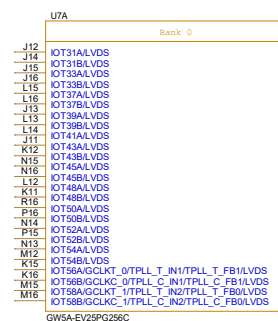 U7A
Bank 0
J12 IOT31A/LVDS
J14 IOT31B/LVDS
J15 IOT33A/LVDS
J16 IOT33B/LVDS
L15 IOT37A/LVDS
L16 IOT37B/LVDS
J13 IOT39A/LVDS
L13 IOT39B/LVDS
L14 IOT41A/LVDS
J11 IOT43A/LVDS
K12 IOT43B/LVDS
N15 IOT45A/LVDS
N16 IOT45B/LVDS
L12 IOT48A/LVDS
K11 IOT48B/LVDS
R16 IOT50A/LVDS
P16 IOT50B/LVDS
N14 IOT52A/LVDS
P15 IOT52B/LVDS
N13 IOT54A/LVDS
M12 IOT54B/LVDS
K15 IOT56A/GCLKT_0/TPLL_T_IN1/TPLL_T_FB1/LVDS
K16 IOT56B/GCLKC_0/TPLL_C_IN1/TPLL_C_FB1/LVDS
M15 IOT58A/GCLKT_1/TPLL_T_IN2/TPLL_T_FB0/LVDS
M16 IOT58B/GCLKC_1/TPLL_C_IN2/TPLL_C_FB0/LVDS
GW5A-EV25PG256C